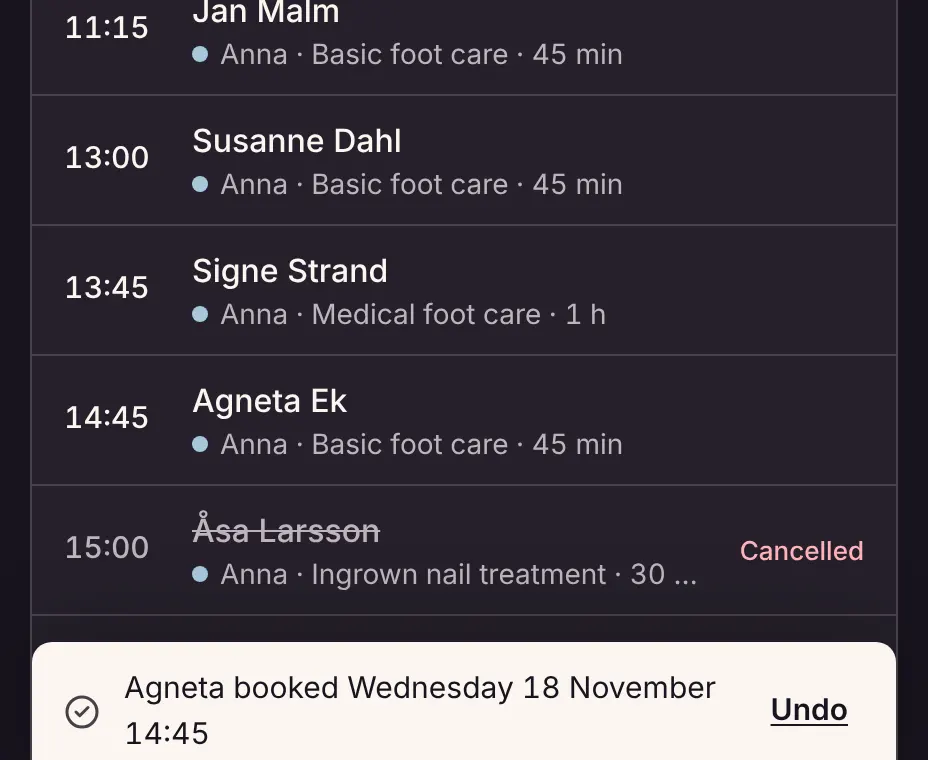 Jan Malm
11:15
Anna · Basic foot care · 45 min
Susanne Dahl
13:00
Anna · Basic foot care · 45 min
Signe Strand
13:45
Anna · Medical foot care · 1 h
Agneta Ek
14:45
Anna · Basic foot care · 45 min
Åsa Larsson
15:00
Cancelled
Anna · Ingrown nail treatment · 30 ...
Agneta booked Wednesday 18 November
14:45
Undo